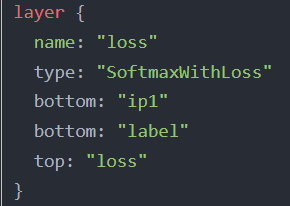 layer {
  name: "loss"
  type: "SoftmaxWithLoss"
  bottom: "ip1"
  bottom: "label"
  top: "loss"
}